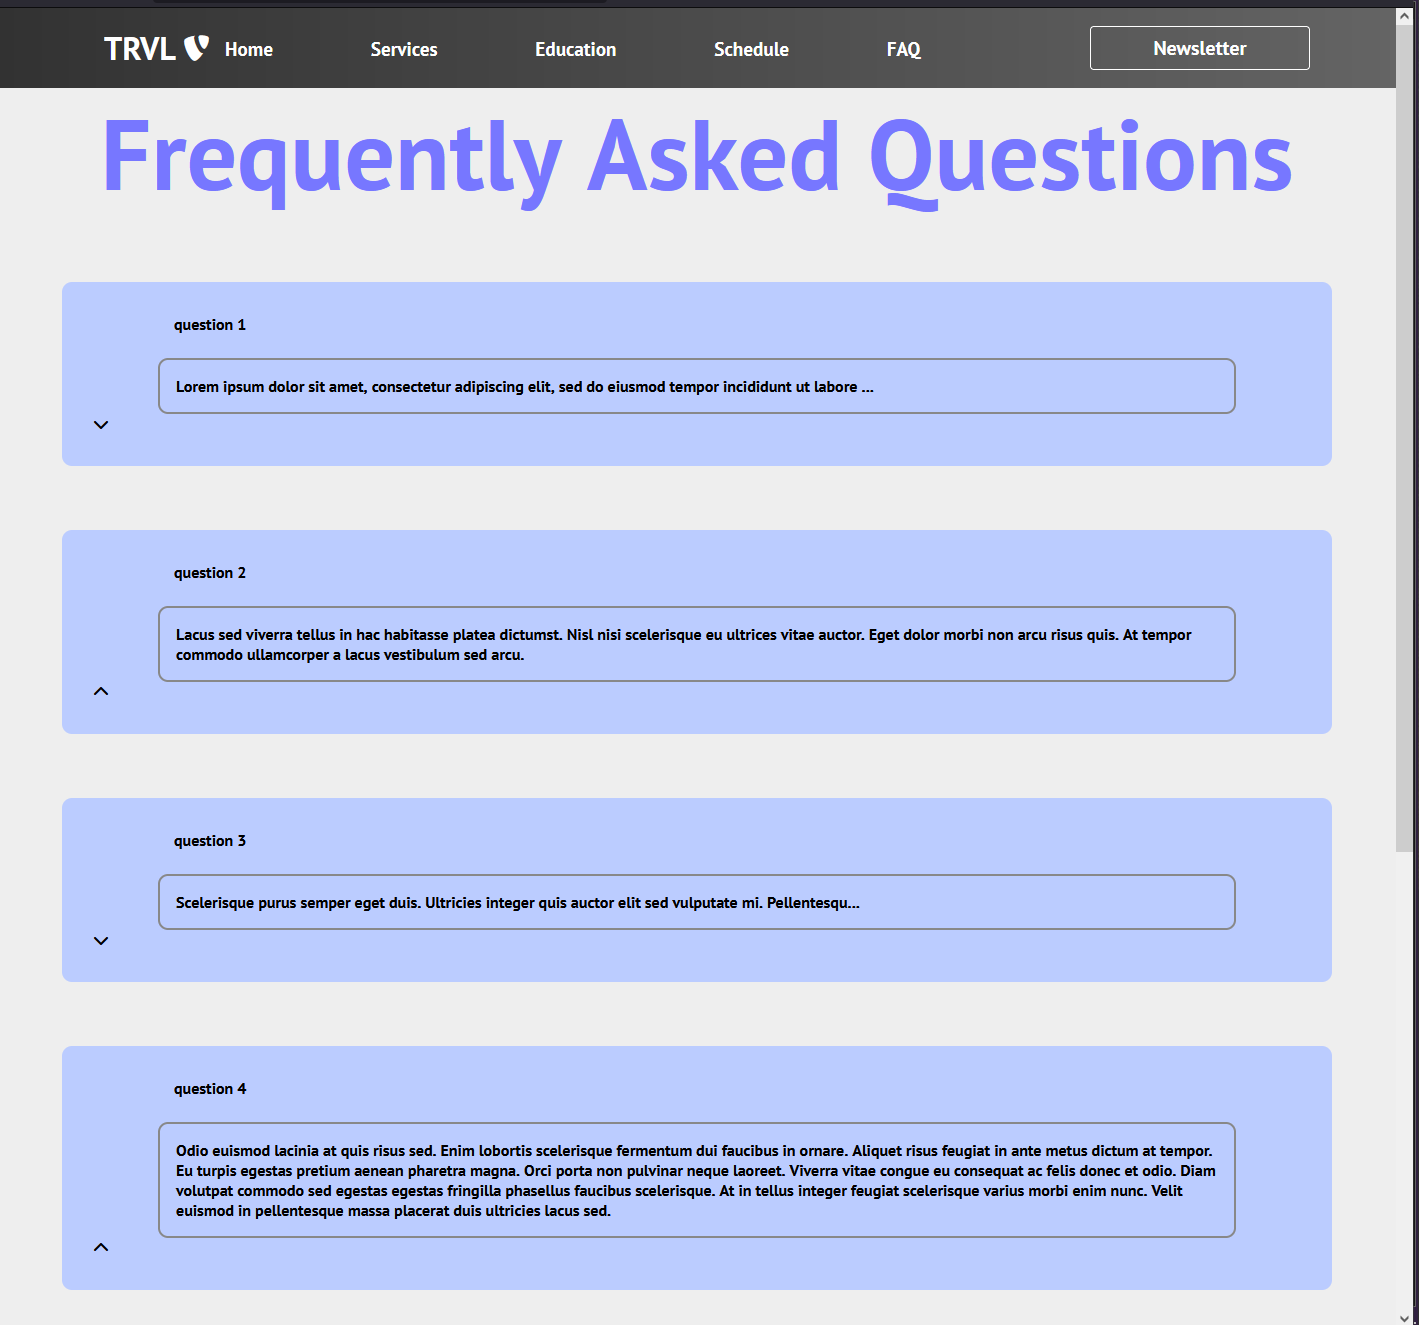 TRVL Home Services Education Schedule FAQ Newsletter
Frequently Asked Questions
question 1
Lorem ipsum dolor sit amet, consectetur adipiscing elit, sed do eiusmod tempor incididunt ut labore ...
question 2
Lacus sed viverra tellus in hac habitasse platea dictumst. Nisl nisi scelerisque eu ultrices vitae auctor. Eget dolor morbi non arcu risus quis. At tempor
commodo ullamcorper a lacus vestibulum sed arcu.
question 3
Scelerisque purus semper eget duis. Ultricies integer quis auctor elit sed vulputate mi. Pellentesqu...
question 4
Odio euismod lacinia at quis risus sed. Enim lobortis scelerisque fermentum dui faucibus in ornare. Aliquet risus feugiat in ante metus dictum at tempor.
Eu turpis egestas pretium aenean pharetra magna. Orci porta non pulvinar neque laoreet. Viverra vitae congue eu consequat ac felis donec et odio. Diam
volutpat commodo sed egestas egestas fringilla phasellus faucibus scelerisque. At in tellus integer feugiat scelerisque varius morbi enim nunc. Velit
euismod in pellentesque massa placerat duis ultricies lacus sed.